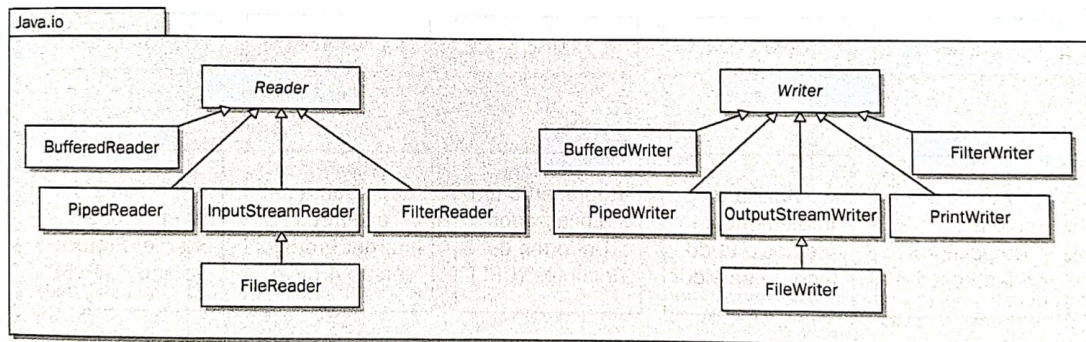 Java.io
Reader
Writer
BufferedReader
BufferedWriter
FilterWriter
PipedReader
InputStreamReader
FilterReader
PipedWriter
OutputStreamWriter
PrintWriter
FileReader
FileWriter